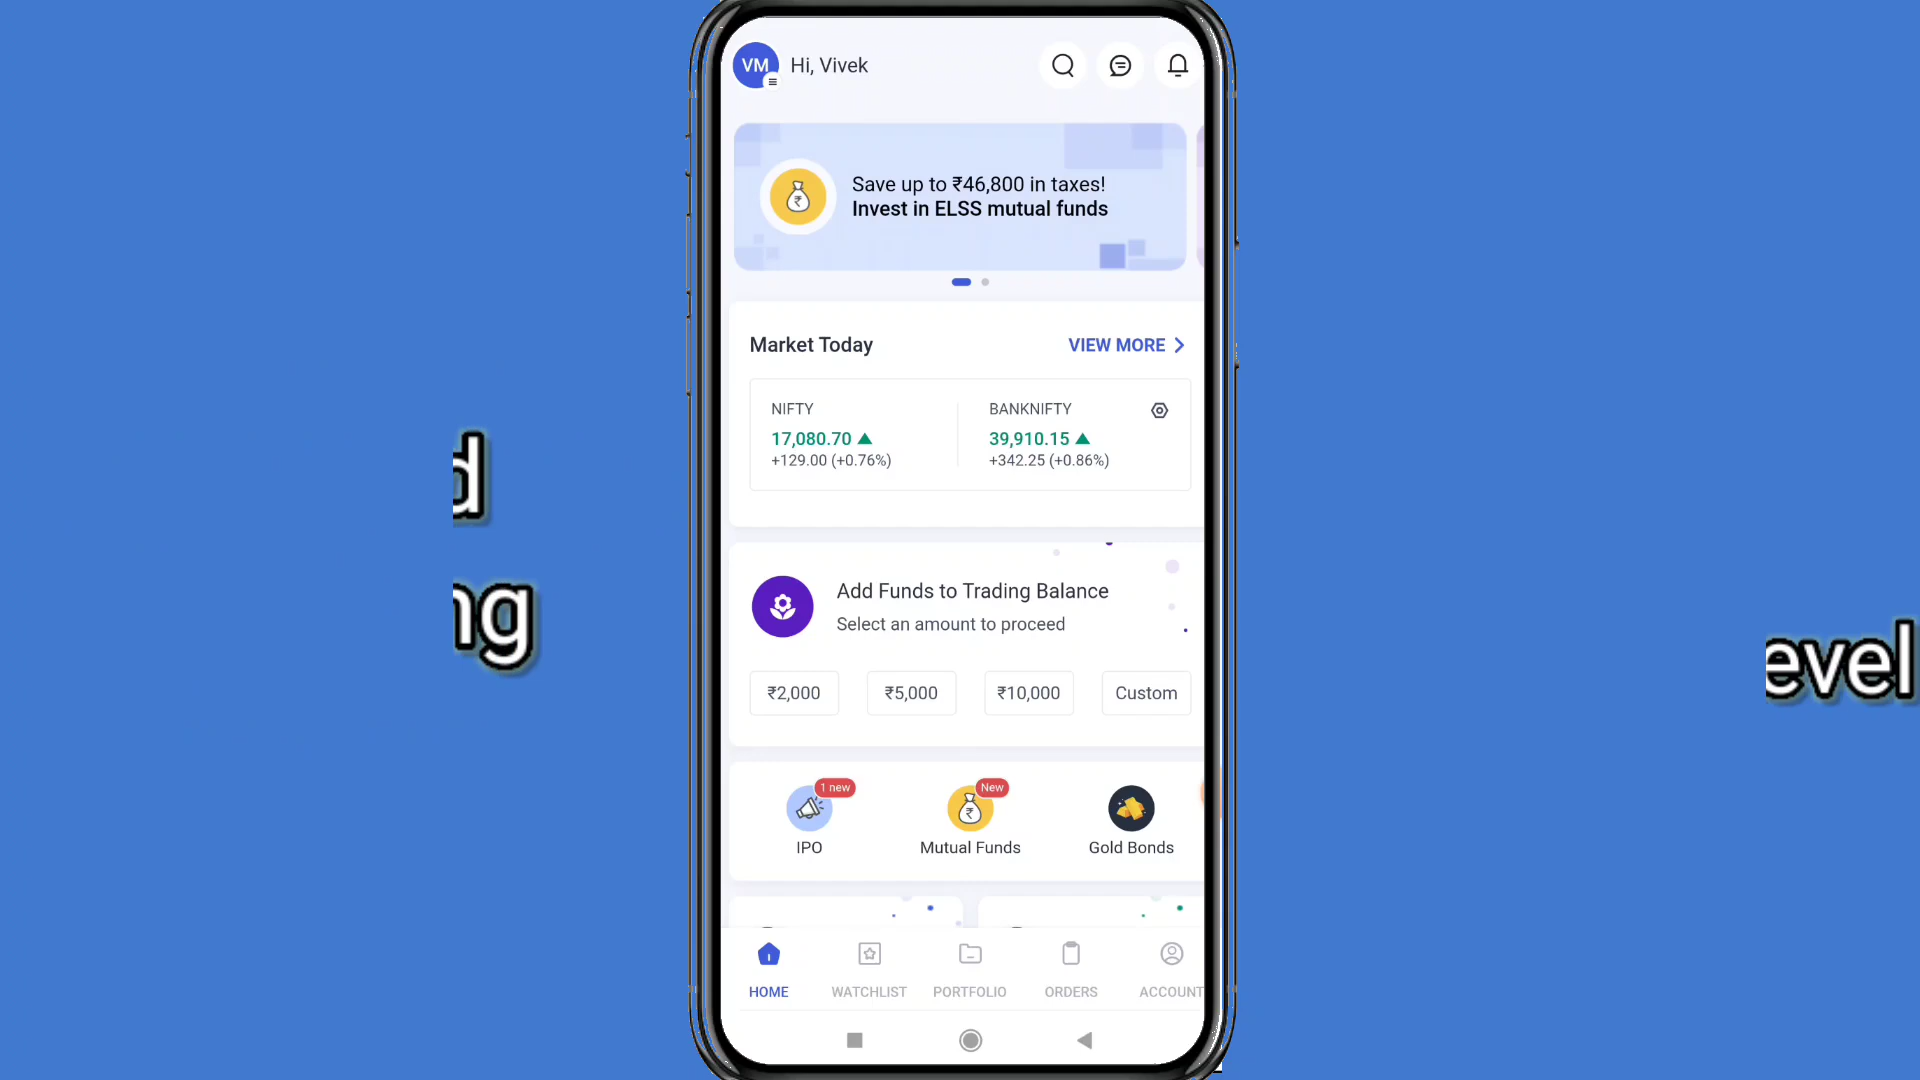 VM
Hi, Vivek
Save up to ₹46,800 in taxes!
Invest in ELSS mutual funds
Market Today
VIEW MORE
NIFTY
17,080.70
+129.00 (+0.76%)
BANKNIFTY
39,910.15
+342.25 (+0.86%)
d
ng
Add Funds to Trading Balance
Select an amount to proceed
evel
₹2,000
₹5,000
₹10,000
Custom
1 new
New
IPO
Mutual Funds
Gold Bonds
HOME
WATCHLIST
PORTFOLIO
ORDERS
ACCOUNT